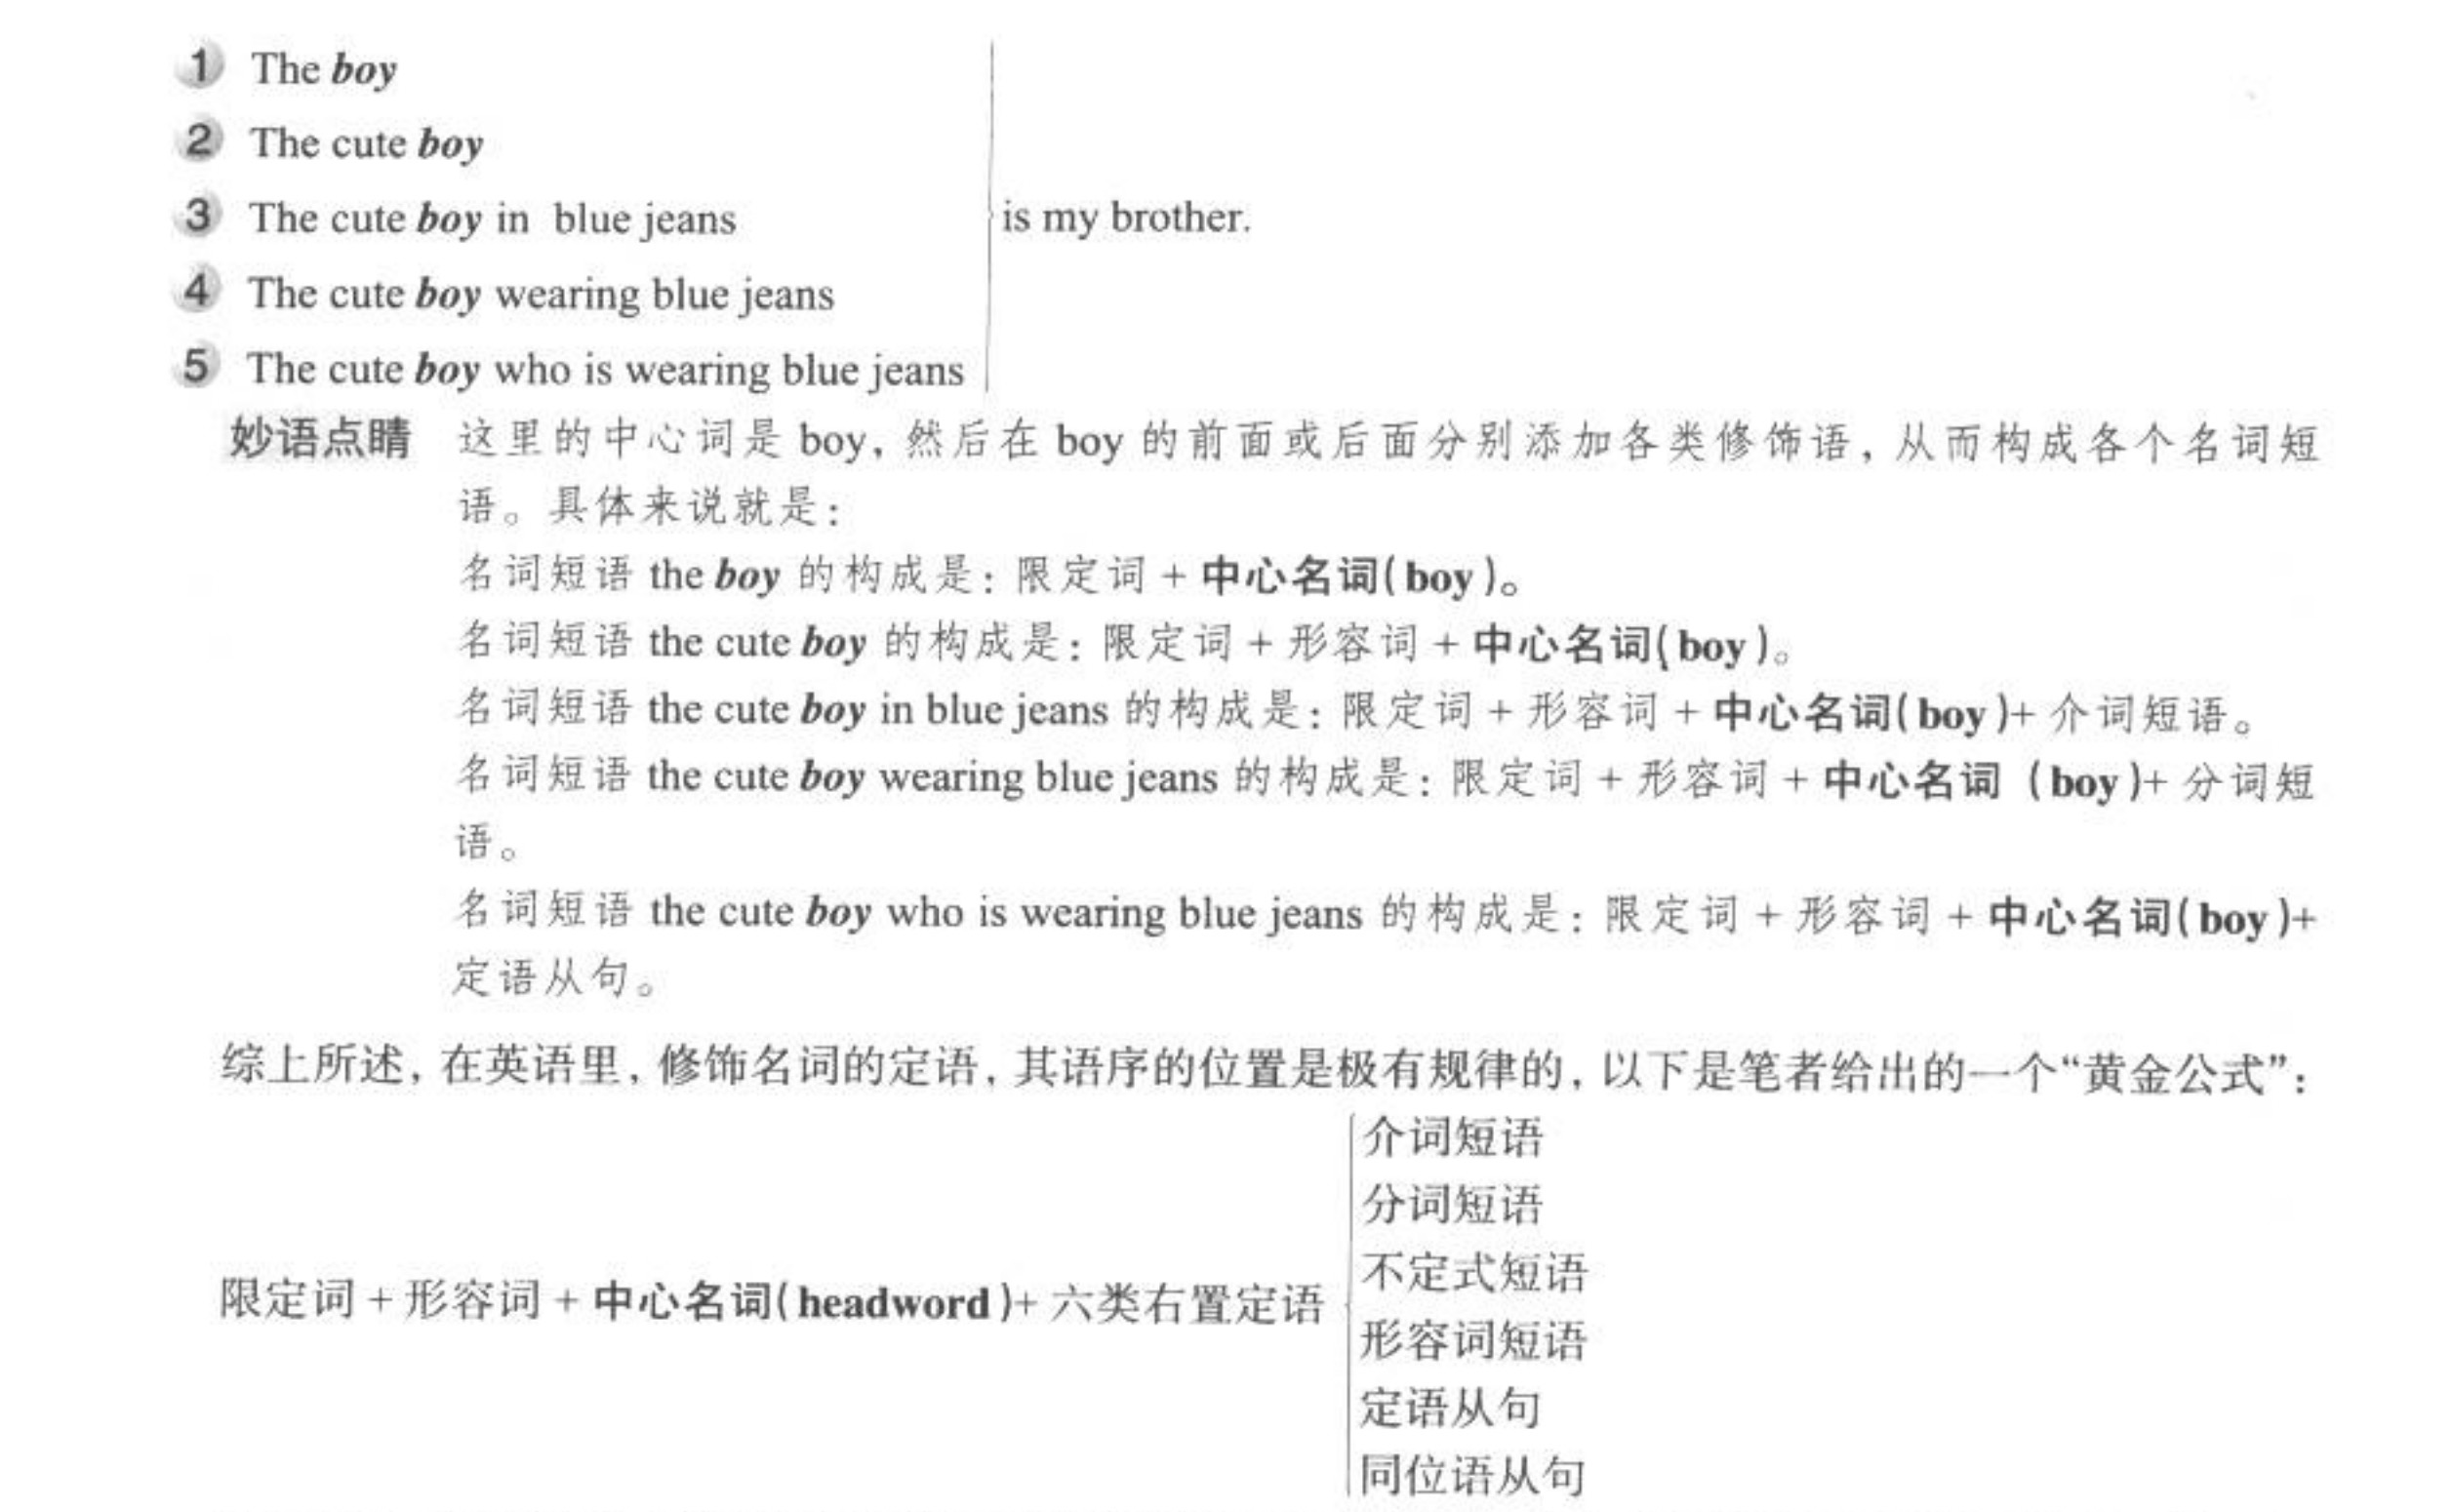 1 The boy
2 The cute boy
3 The cute boy in blue jeans
is my brother.
4 The cute boy wearing blue jeans
5 The cute boy who is wearing blue jeans
妙语点睛 这里的中心词是 boy, 然后在 boy 的前面或后面分别添加各类修饰语, 从而构成各个名词短
语。具体来说就是:
名词短语 the boy 的构成是: 限定词 + 中心名词(boy)。
名词短语 the cute boy 的构成是: 限定词 + 形容词 + 中心名词(boy)。
名词短语 the cute boy in blue jeans 的构成是: 限定词 + 形容词 + 中心名词(boy)+ 介词短语。
名词短语 the cute boy wearing blue jeans 的构成是: 限定词 + 形容词 + 中心名词 (boy)+ 分词短
语。
名词短语 the cute boy who is wearing blue jeans 的构成是: 限定词 + 形容词 + 中心名词(boy)+
定语从句。
综上所述, 在英语里, 修饰名词的定语, 其语序的位置是极有规律的, 以下是笔者给出的一个“黄金公式”:
限定词 + 形容词 + 中心名词(headword)+ 六类右置定语
介词短语
分词短语
不定式短语
形容词短语
定语从句
同位语从句